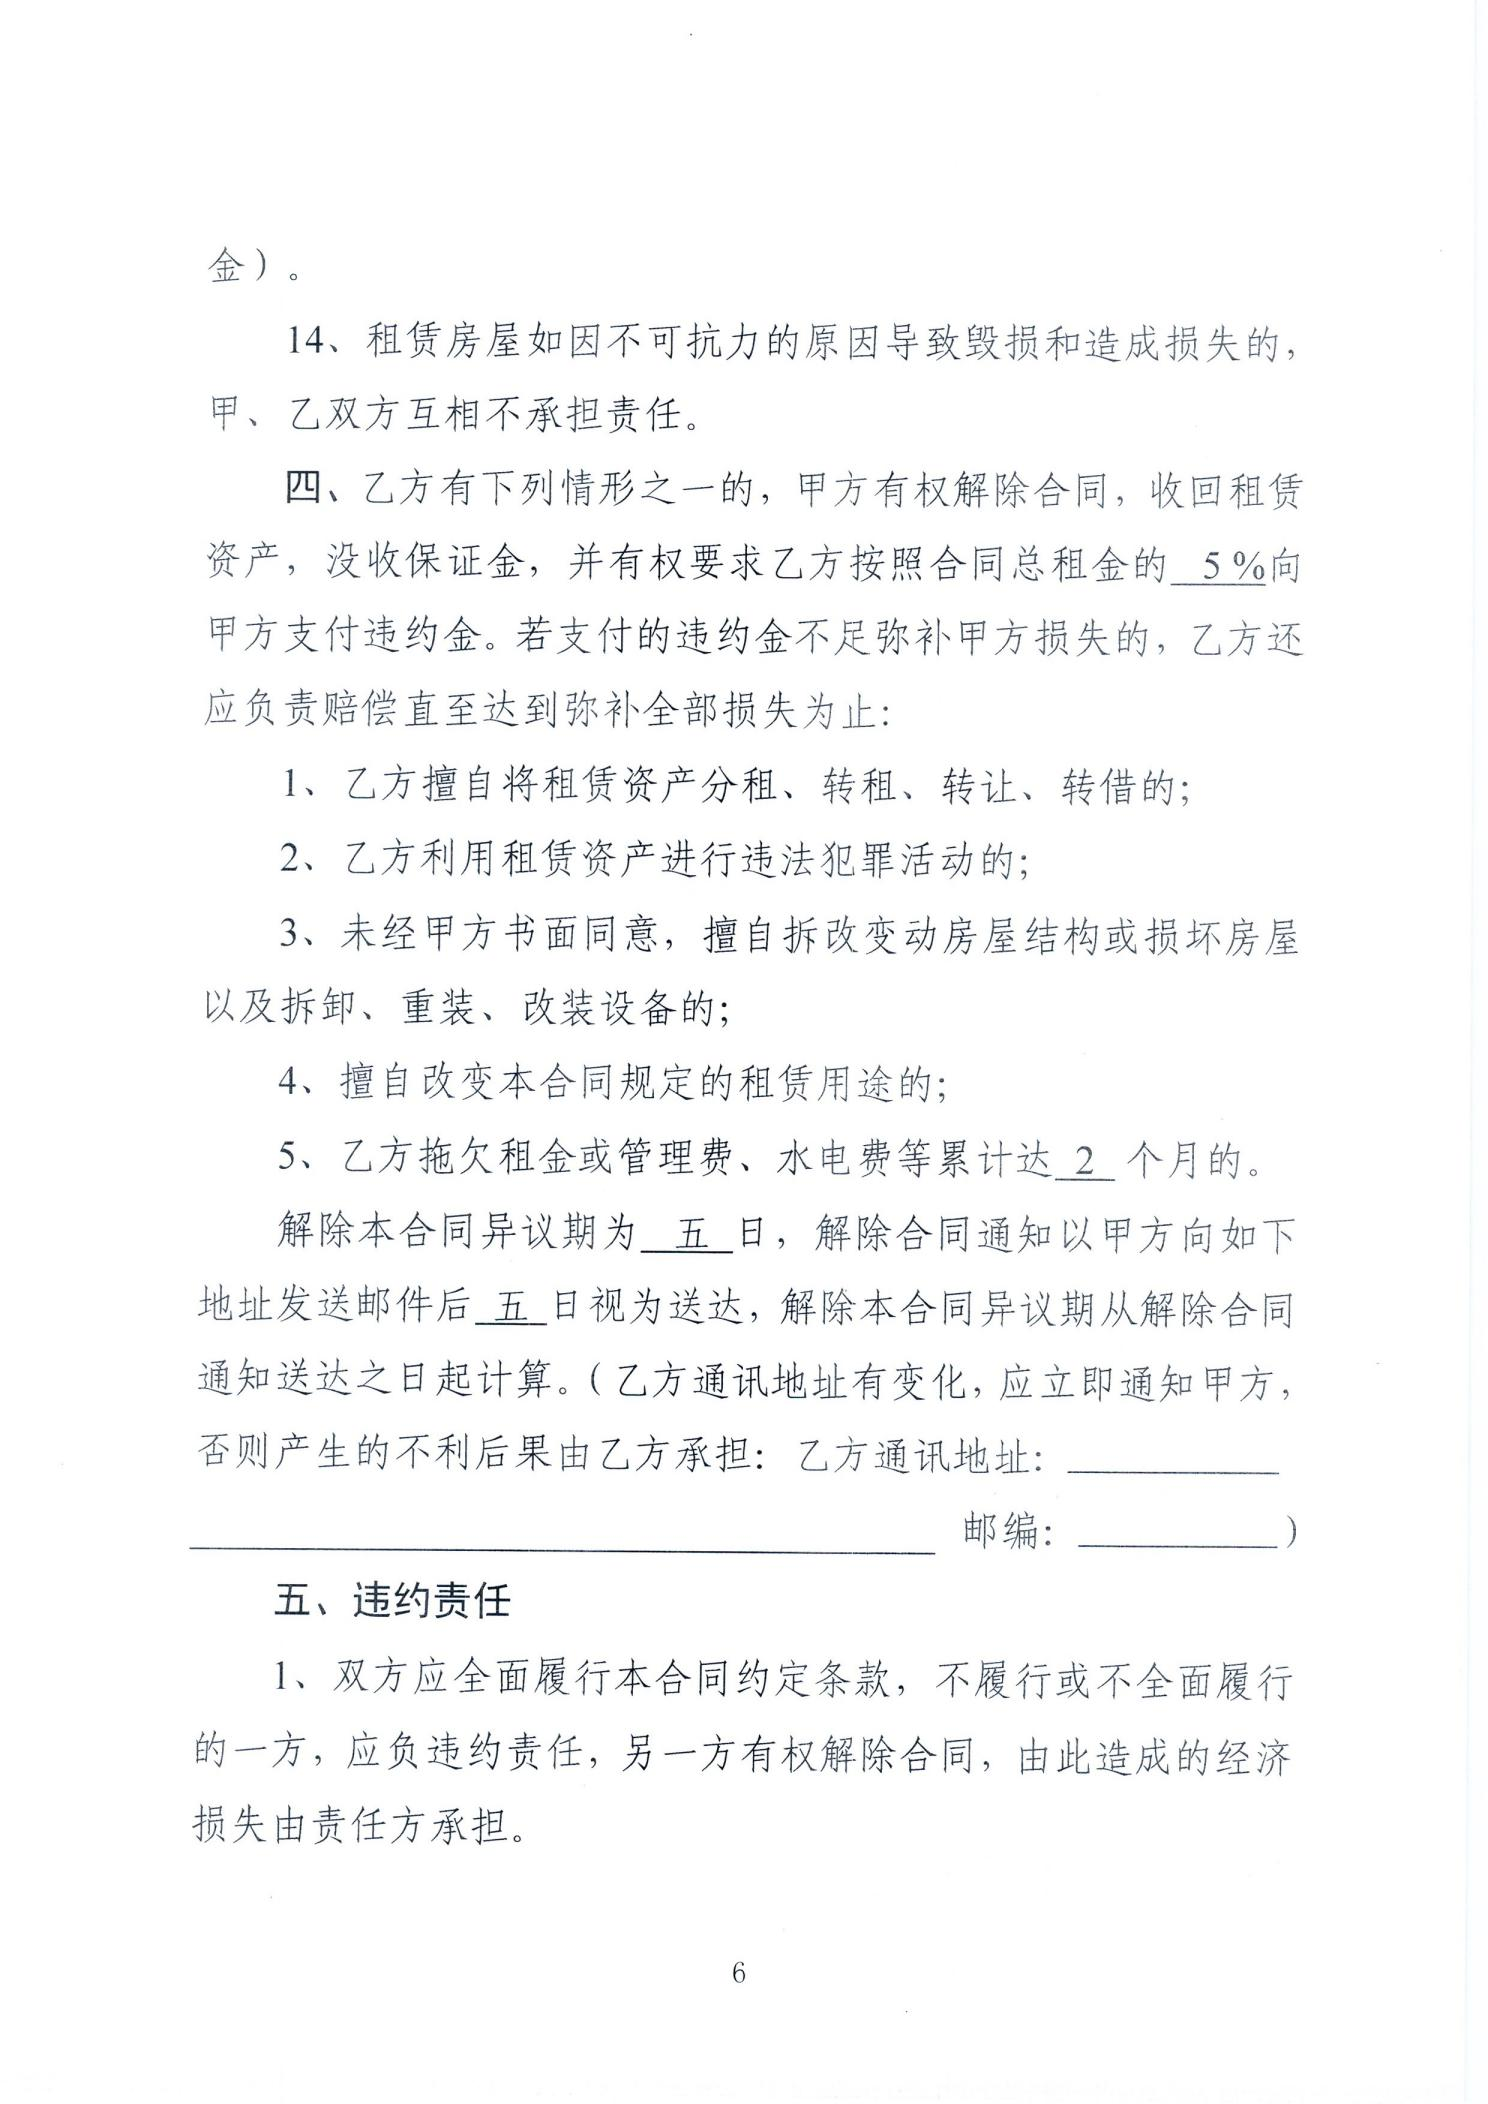 金）。
14、租赁房屋如因不可抗力的原因导致毁损和造成损失的，
甲、乙双方互相不承担责任。
四、乙方有下列情形之一的，甲方有权解除合同，收回租赁
资产，没收保证金，并有权要求乙方按照合同总租金的 5 %向
甲方支付违约金。若支付的违约金不足弥补甲方损失的，乙方还
应负责赔偿直至达到弥补全部损失为止：
1、乙方擅自将租赁资产分租、转租、转让、转借的；
2、乙方利用租赁资产进行违法犯罪活动的；
3、未经甲方书面同意，擅自拆改变动房屋结构或损坏房屋
以及拆卸、重装、改装设备的；
4、擅自改变本合同规定的租赁用途的；
5、乙方拖欠租金或管理费、水电费等累计达 2 个月的。
解除本合同异议期为 五 日，解除合同通知以甲方向如下
地址发送邮件后 五 日视为送达，解除本合同异议期从解除合同
通知送达之日起计算。（乙方通讯地址有变化，应立即通知甲方，
否则产生的不利后果由乙方承担：乙方通讯地址：__________
____________________ 邮编：__________）
五、违约责任
1、双方应全面履行本合同约定条款，不履行或不全面履行
的一方，应负违约责任，另一方有权解除合同，由此造成的经济
损失由责任方承担。
6